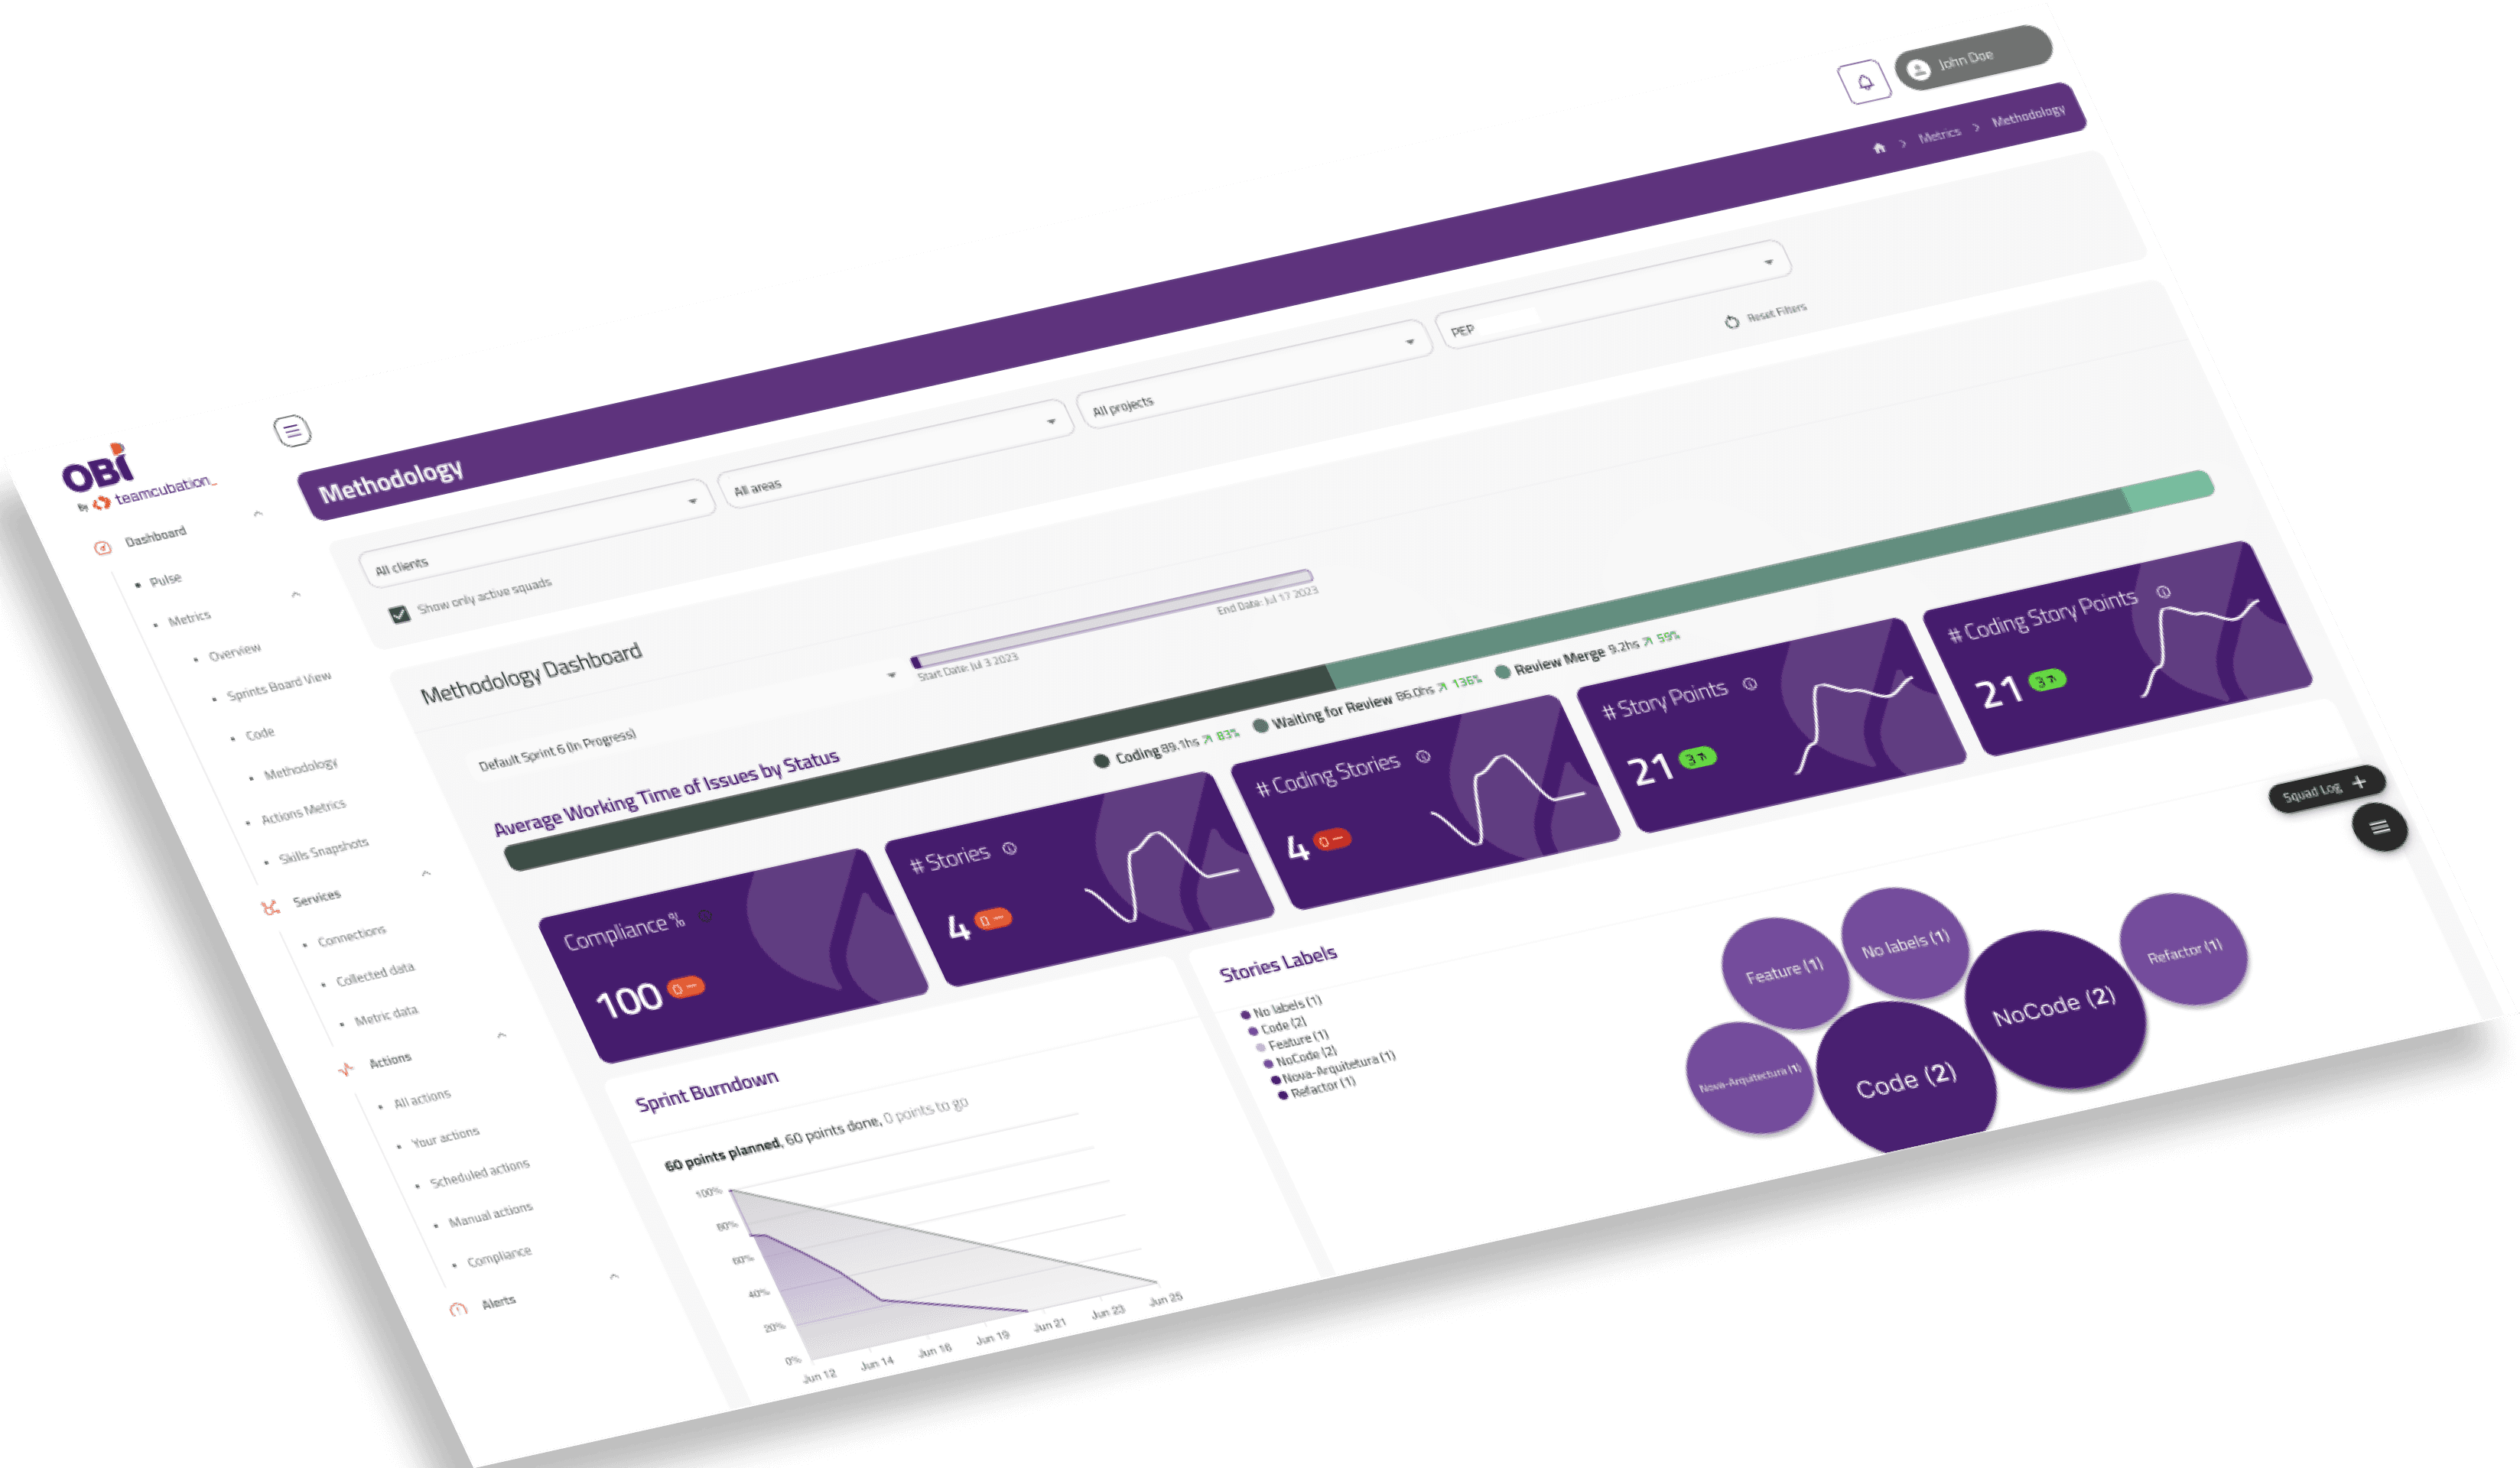 John Doe
Metrics > Methodology
OBi
By teamcubation_
Methodology
Dashboard
Pulse
Metrics
Overview
Sprints Board View
Code
Methodology
Actions Metrics
Skills Snapshots
Services
Connections
Collected data
Metric data
Actions
All actions
Your actions
Scheduled actions
Manual actions
Compliance
Alerts
All clients
All areas
All projects
PEP
Show only active squads
Reset Filters
Methodology Dashboard
Default Sprint 6 (In Progress)
Start Date: Jul 3 2023
End Date: Jul 17 2023
Average Working Time of Issues by Status
Coding 89.1hs 83%
Waiting for Review 86.0hs 136%
Review Merge 9.2hs 59%
Compliance %
100 0 –
# Stories
4 0 –
# Coding Stories
4 0 –
# Story Points
21 3
# Coding Story Points
21 3
Squad Log +
Sprint Burndown
60 points planned, 60 points done, 0 points to go
100%
80%
60%
40%
20%
0%
Jun 12
Jun 14
Jun 16
Jun 19
Jun 21
Jun 23
Jun 25
Stories Labels
No labels (1)
Code (2)
Feature (1)
NoCode (2)
Nova-Arquitetura (1)
Refactor (1)
Feature (1)
No labels (1)
NoCode (2)
Refactor (1)
Nova-Arquitectura (1)
Code (2)